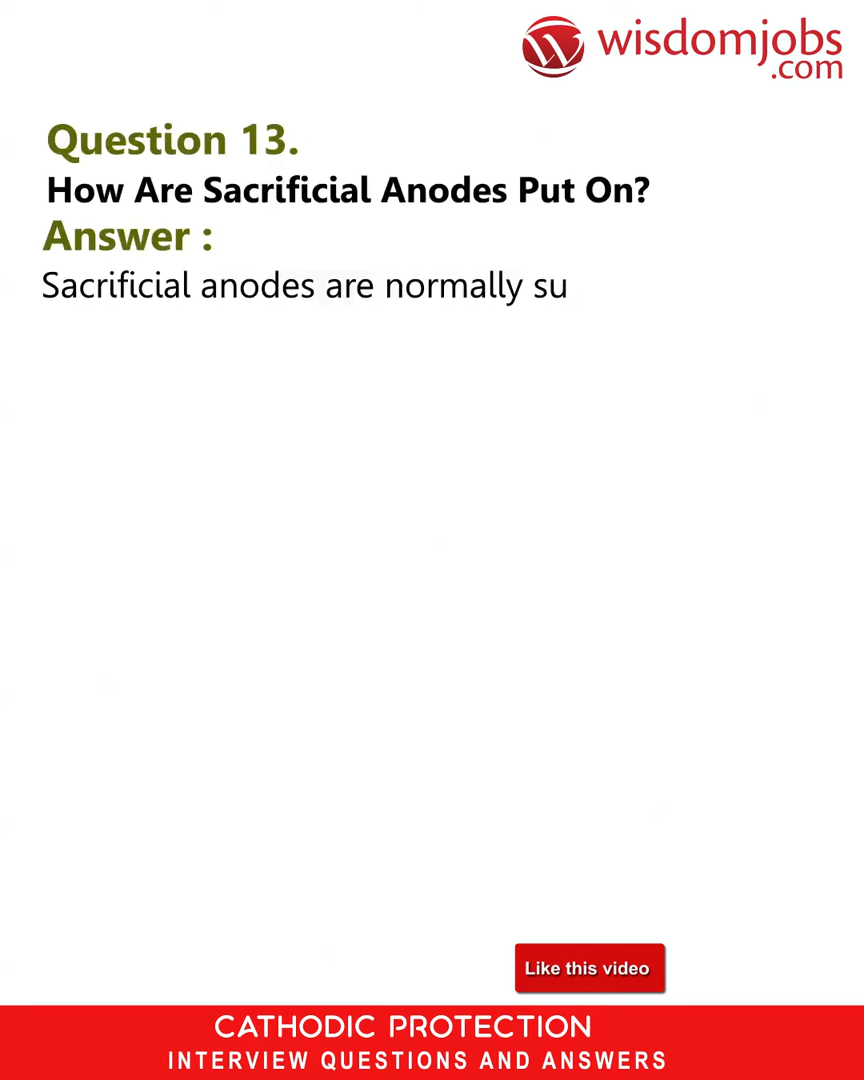 wisdomjobs
.com
Question 13.
How Are Sacrificial Anodes Put On?
Answer :
Sacrificial anodes are normally su
Like this video
CATHODIC PROTECTION
INTERVIEW QUESTIONS AND ANSWERS